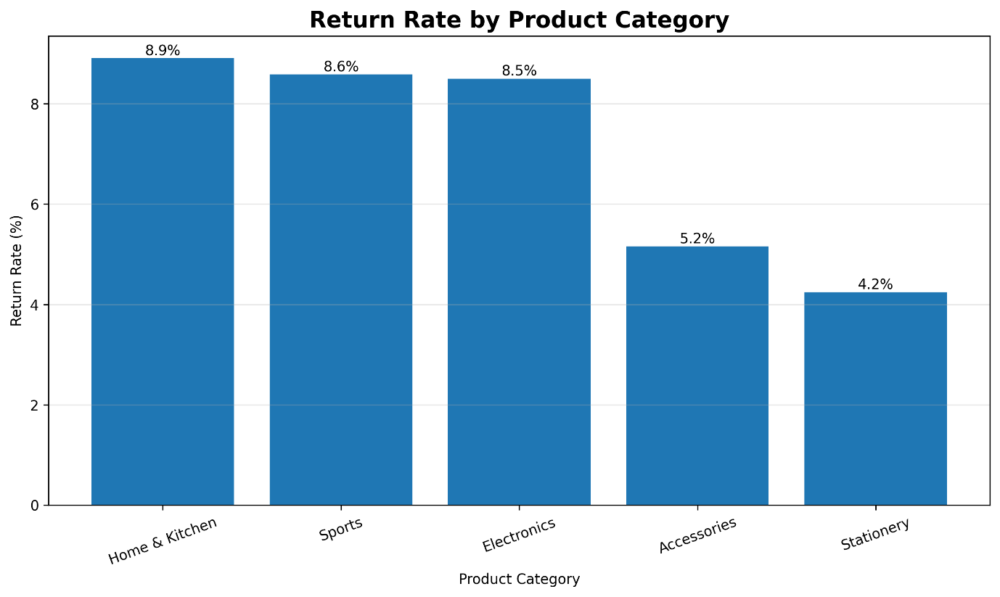 Return Rate by Product Category
8.9%
8.6%
8.5%
5.2%
4.2%
8
6
4
2
0
Return Rate (%)
Home & Kitchen
Sports
Electronics
Accessories
Stationery
Product Category